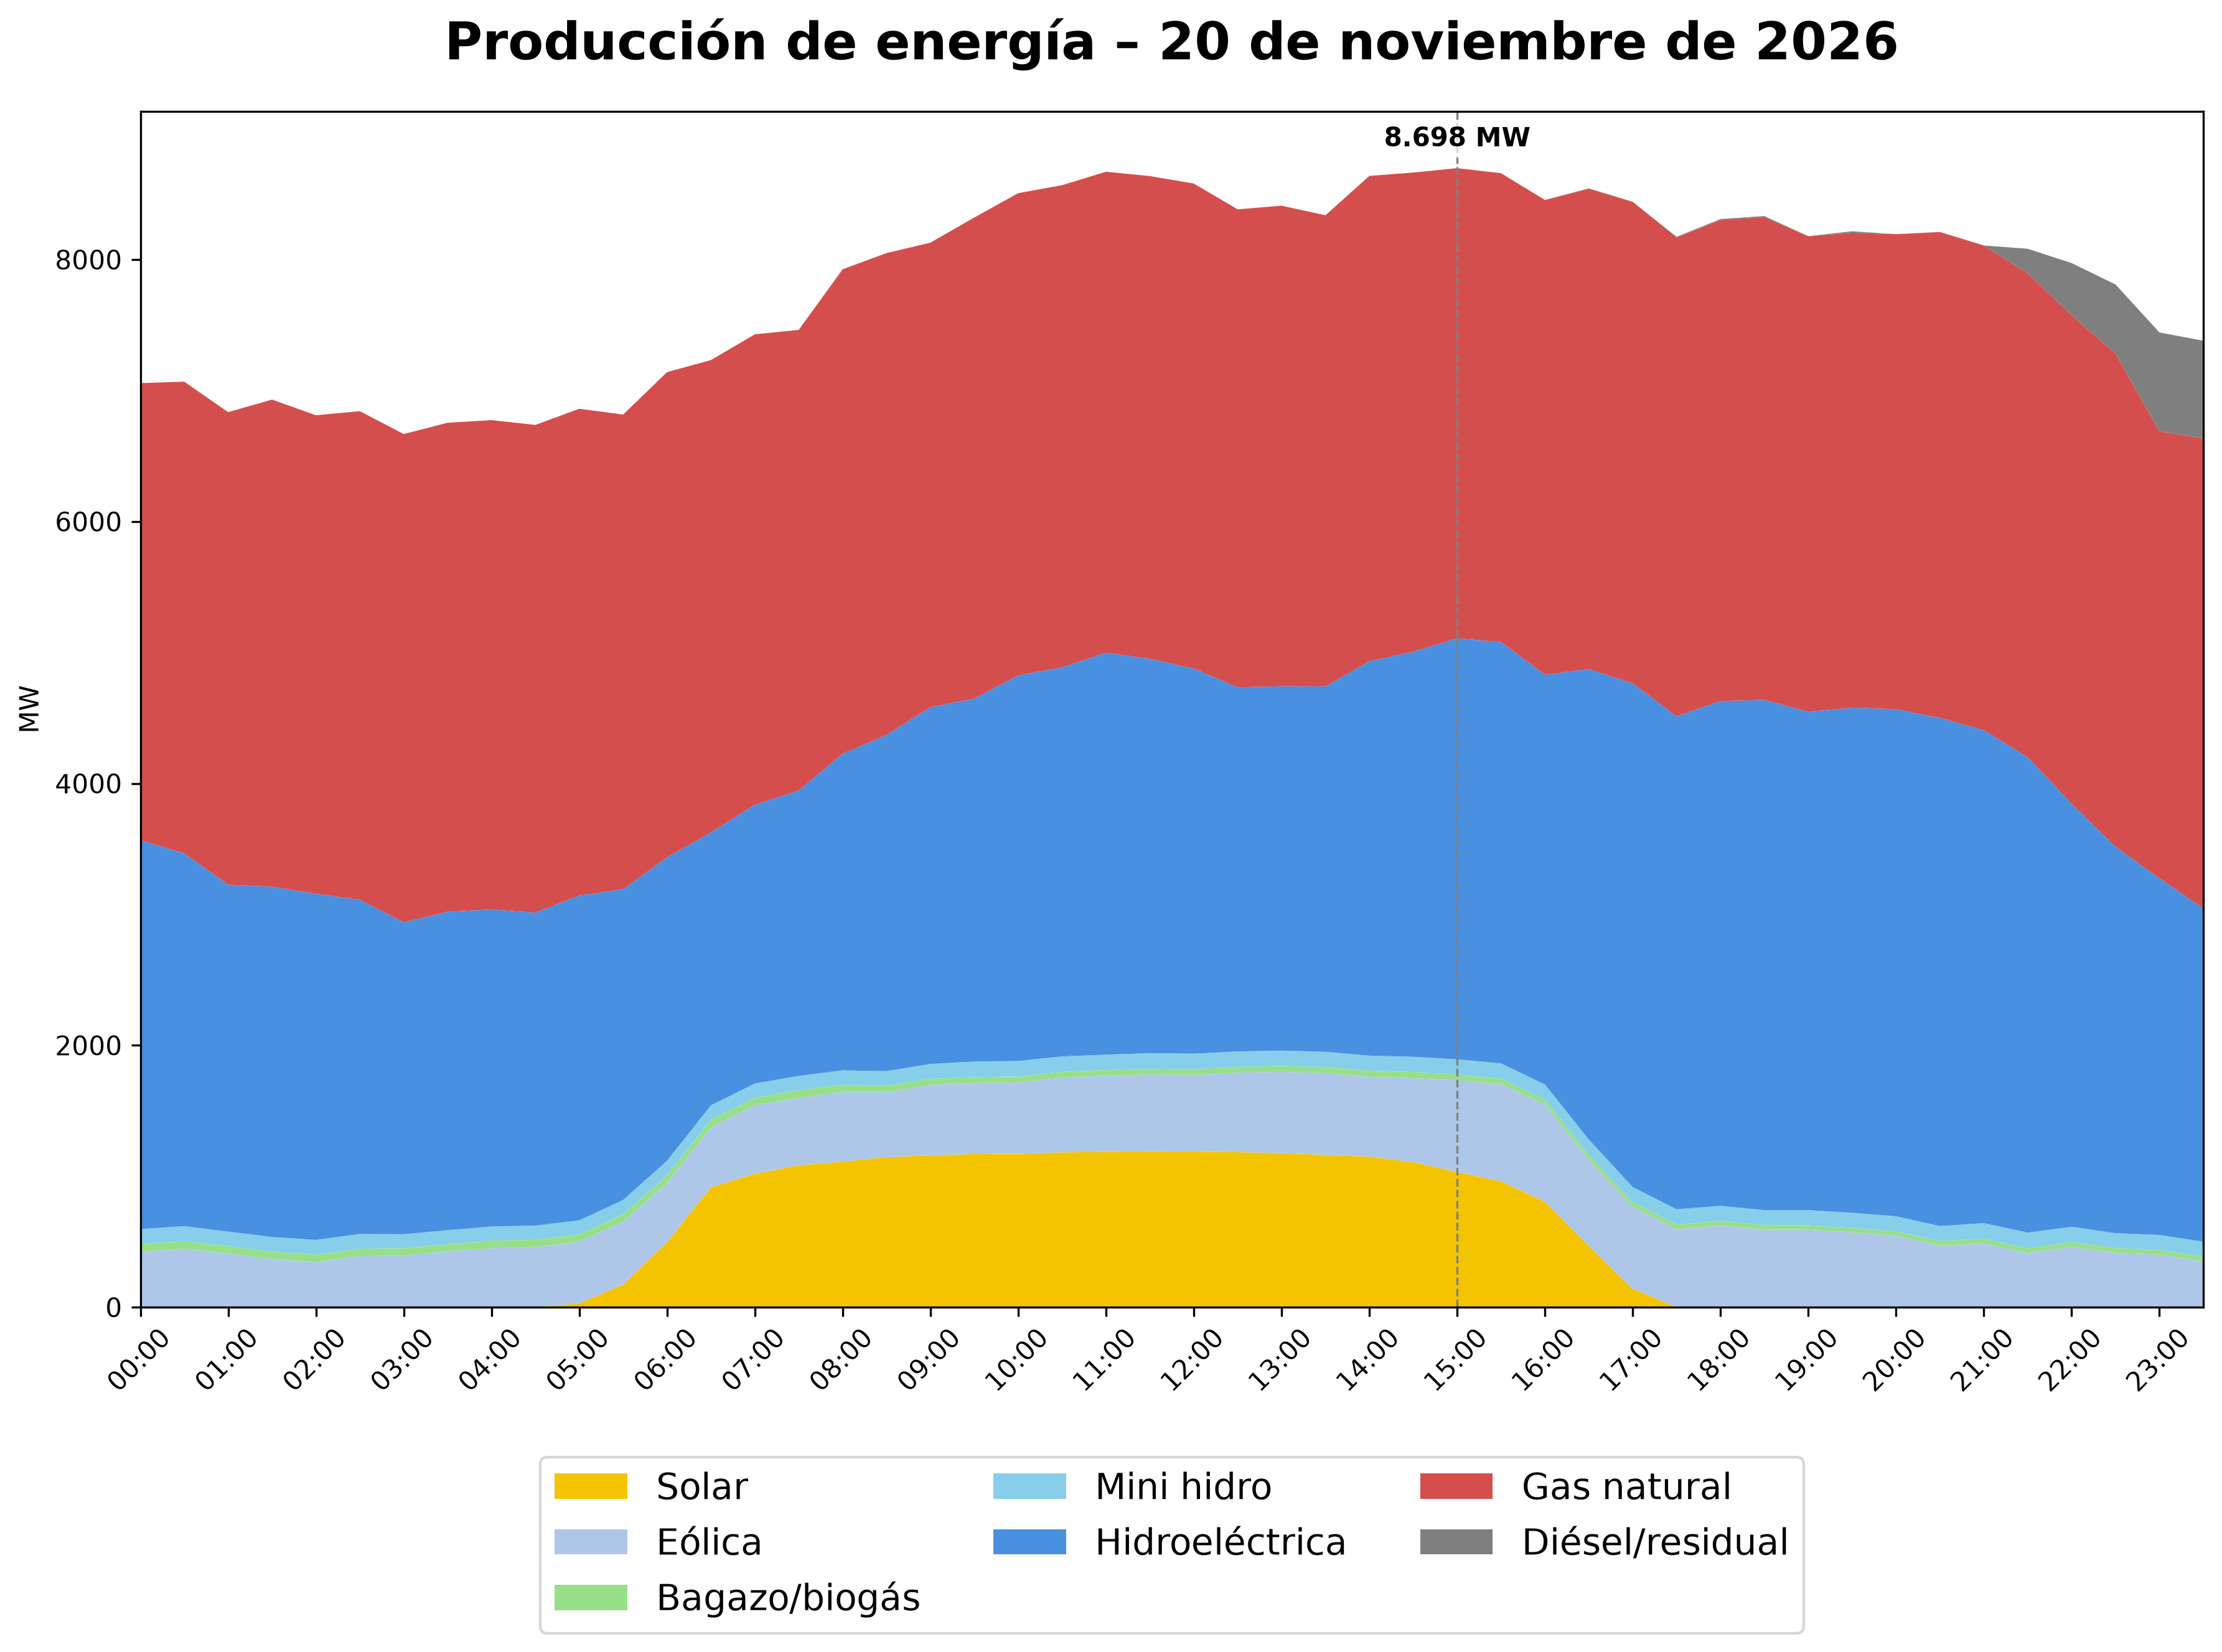 Producción de energía – 20 de noviembre de 2026
8.698 MW
8000
6000
4000
2000
0
MW
00:00 01:00 02:00 03:00 04:00 05:00 06:00 07:00 08:00 09:00 10:00 11:00 12:00 13:00 14:00 15:00 16:00 17:00 18:00 19:00 20:00 21:00 22:00 23:00
Solar
Eólica
Bagazo/biogás
Mini hidro
Hidroeléctrica
Gas natural
Diésel/residual